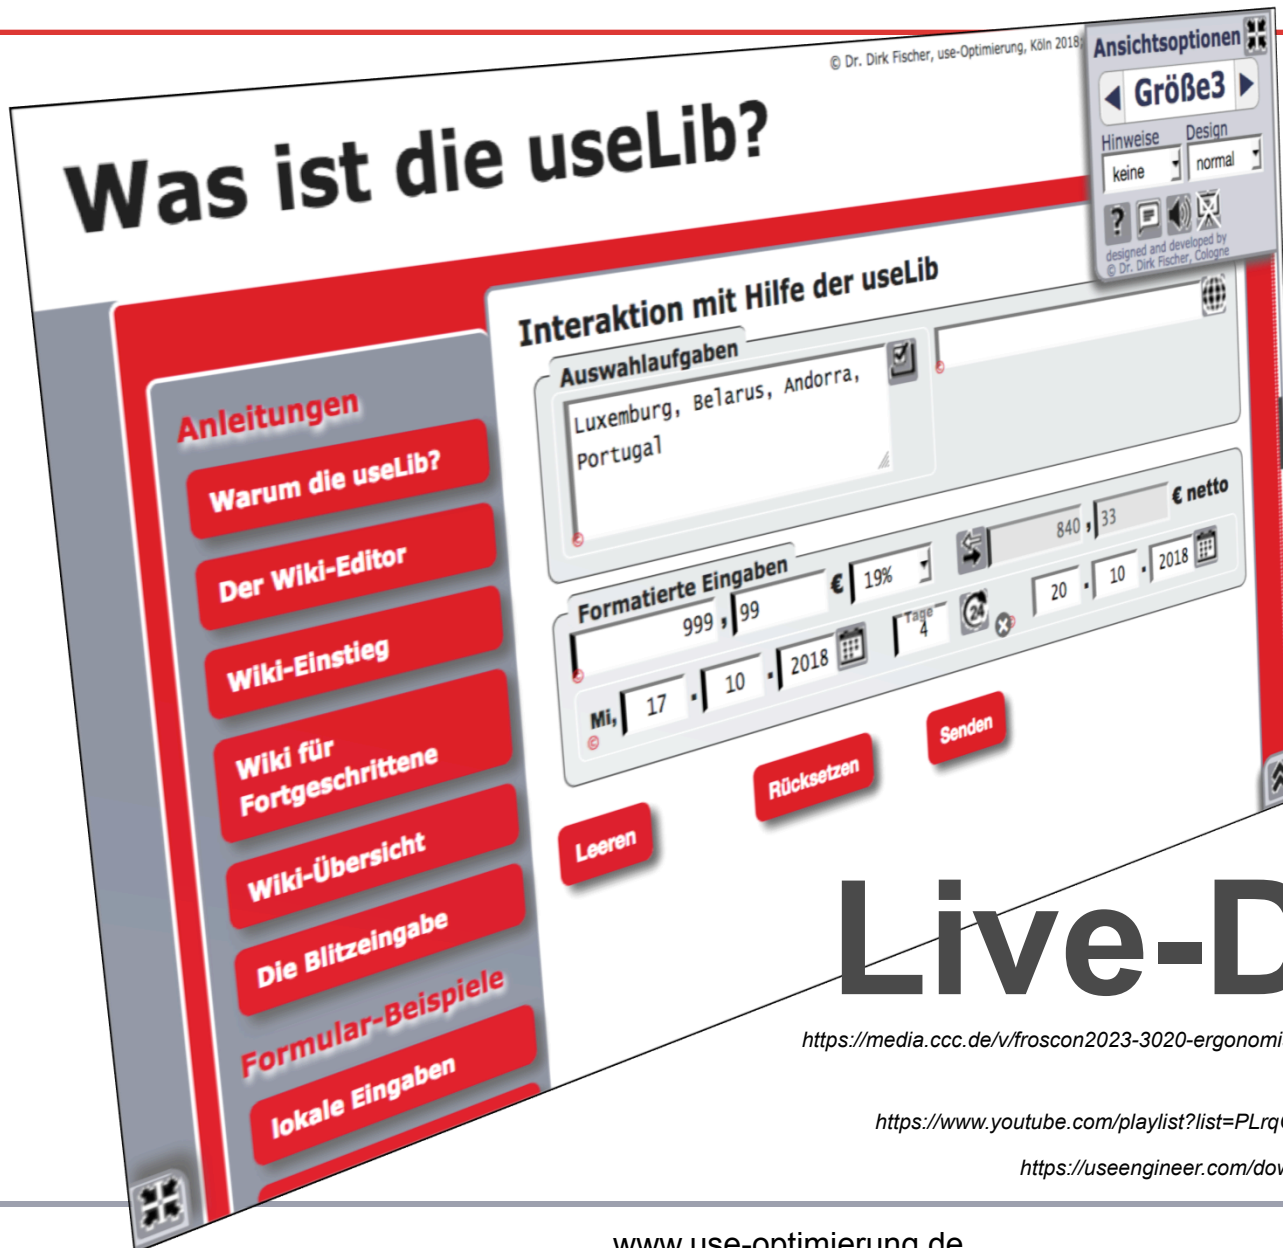 © Dr. Dirk Fischer, use-Optimierung, Köln 2018;
Was ist die useLib?
Ansichtsoptionen
Größe3
Hinweise
Design
keine
normal
?
designed and developed by
© Dr. Dirk Fischer, Cologne
Anleitungen
Warum die useLib?
Der Wiki-Editor
Wiki-Einstieg
Wiki für
Fortgeschrittene
Wiki-Übersicht
Die Blitzeingabe
Formular-Beispiele
lokale Eingaben
Interaktion mit Hilfe der useLib
Auswahlaufgaben
Luxemburg, Belarus, Andorra,
Portugal
Formatierte Eingaben
999 , 99 € 19% 840 , 33 € netto
Mi, 17 . 10 . 2018 Tage 4 24 20 . 10 . 2018
Leeren
Rücksetzen
Senden
Live-D
https://media.ccc.de/v/froscon2023-3020-ergonomi
https://www.youtube.com/playlist?list=PLrq
https://useengineer.com/dov
www.use-optimierung.de